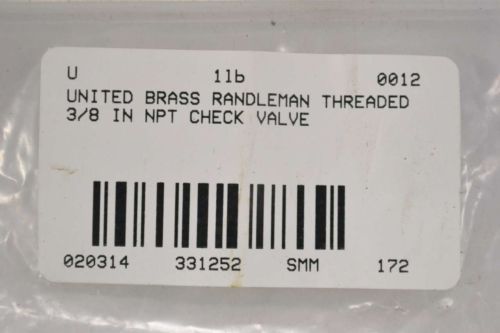 U 1lb 0012
UNITED BRASS RANDLEMAN THREADED
3/8 IN NPT CHECK VALVE
020314 331252 SMM 172